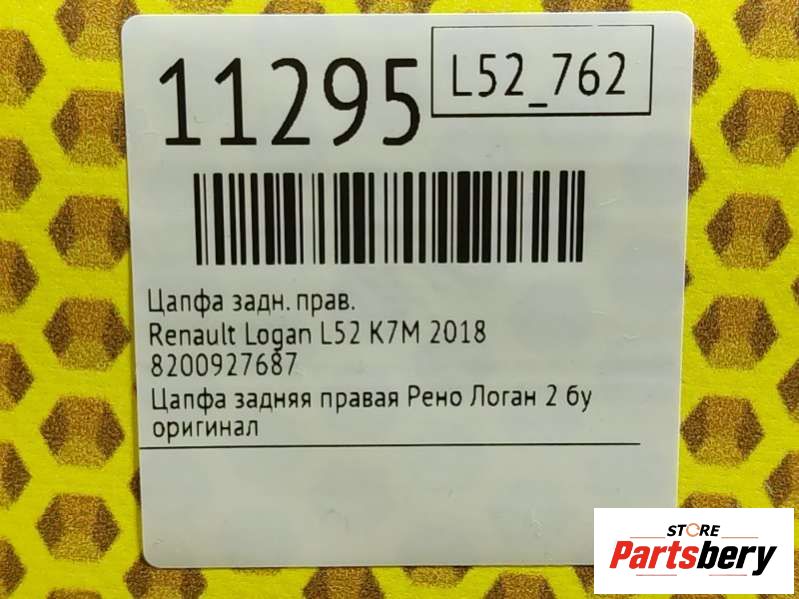 11295
L52_762
Цапфа задн. прав.
Renault Logan L52 K7M 2018
8200927687
Цапфа задняя правая Рено Логан 2 бу
оригинал
STORE
Partsbery